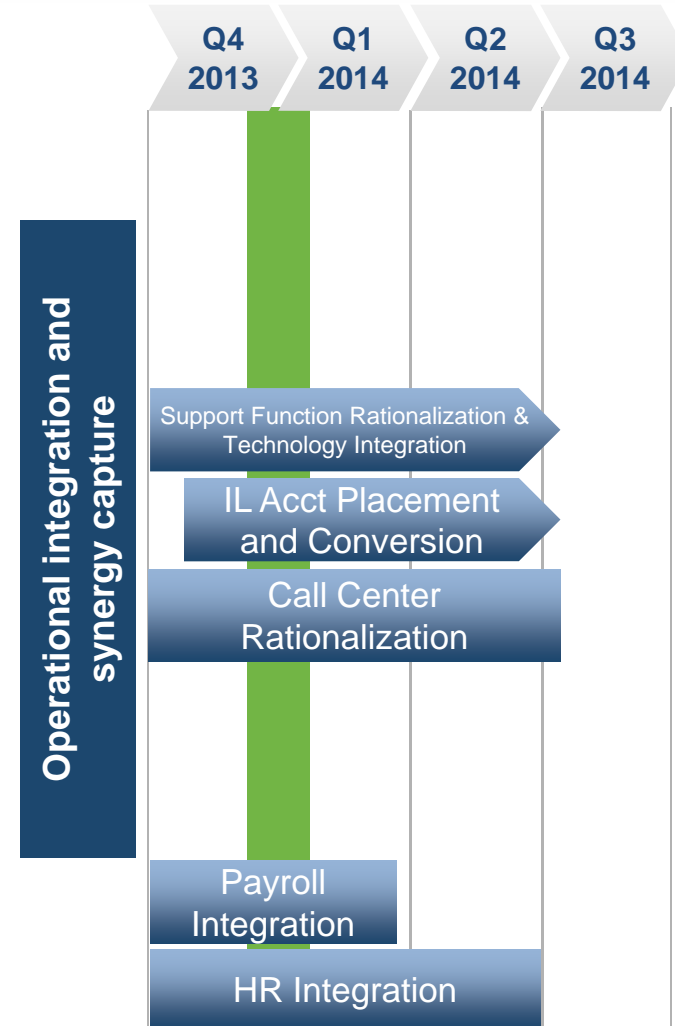 Q4
2013
Q1
2014
Q2
2014
Q3
2014
Operational integration and
synergy capture
Support Function Rationalization &
Technology Integration
IL Acct Placement
and Conversion
Call Center
Rationalization
Payroll
Integration
HR Integration